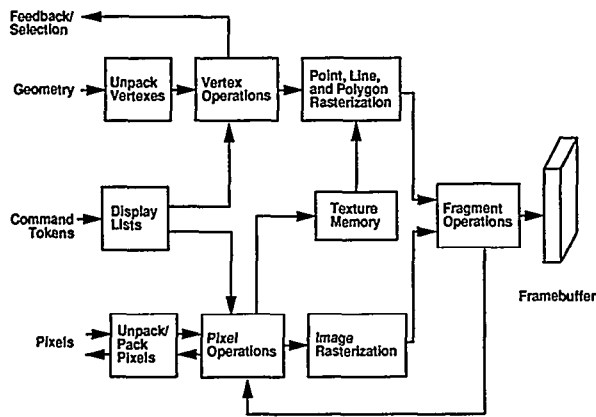 Feedback/
Selection
Geometry
Unpack
Vertexes
Vertex
Operations
Point, Line,
and Polygon
Rasterization
Command
Tokens
Display
Lists
Texture
Memory
Fragment
Operations
Framebuffer
Pixels
Unpack/
Pack
Pixels
Pixel
Operations
Image
Rasterization